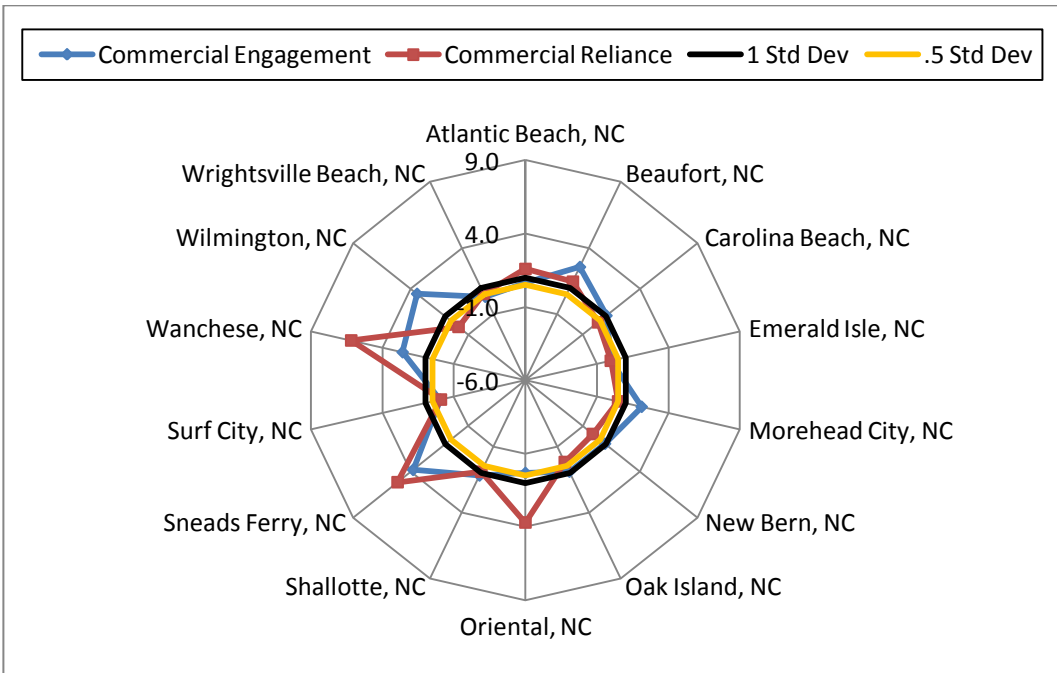 Commercial Engagement Commercial Reliance 1 Std Dev .5 Std Dev
Atlantic Beach, NC
9.0
Wrightsville Beach, NC
Beaufort, NC
Wilmington, NC
4.0
Carolina Beach, NC
Wanchese, NC
-1.0
Emerald Isle, NC
-6.0
Surf City, NC
Morehead City, NC
Sneads Ferry, NC
New Bern, NC
Shallotte, NC
Oak Island, NC
Oriental, NC